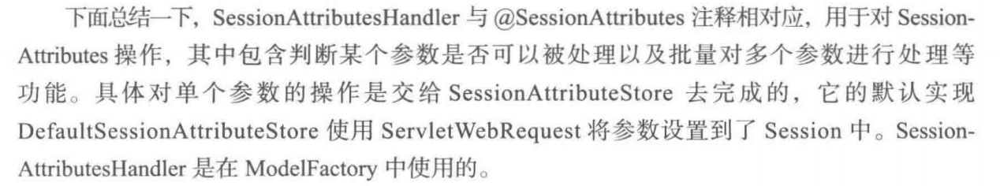 下面总结一下，SessionAttributesHandler 与 @SessionAttributes 注释相对应，用于对 Session-
Attributes 操作，其中包含判断某个参数是否可以被处理以及批量对多个参数进行处理等
功能。具体对单个参数的操作是交给 SessionAttributeStore 去完成的，它的默认实现
DefaultSessionAttributeStore 使用 ServletWebRequest 将参数设置到了 Session 中。Session-
AttributesHandler 是在 ModelFactory 中使用的。